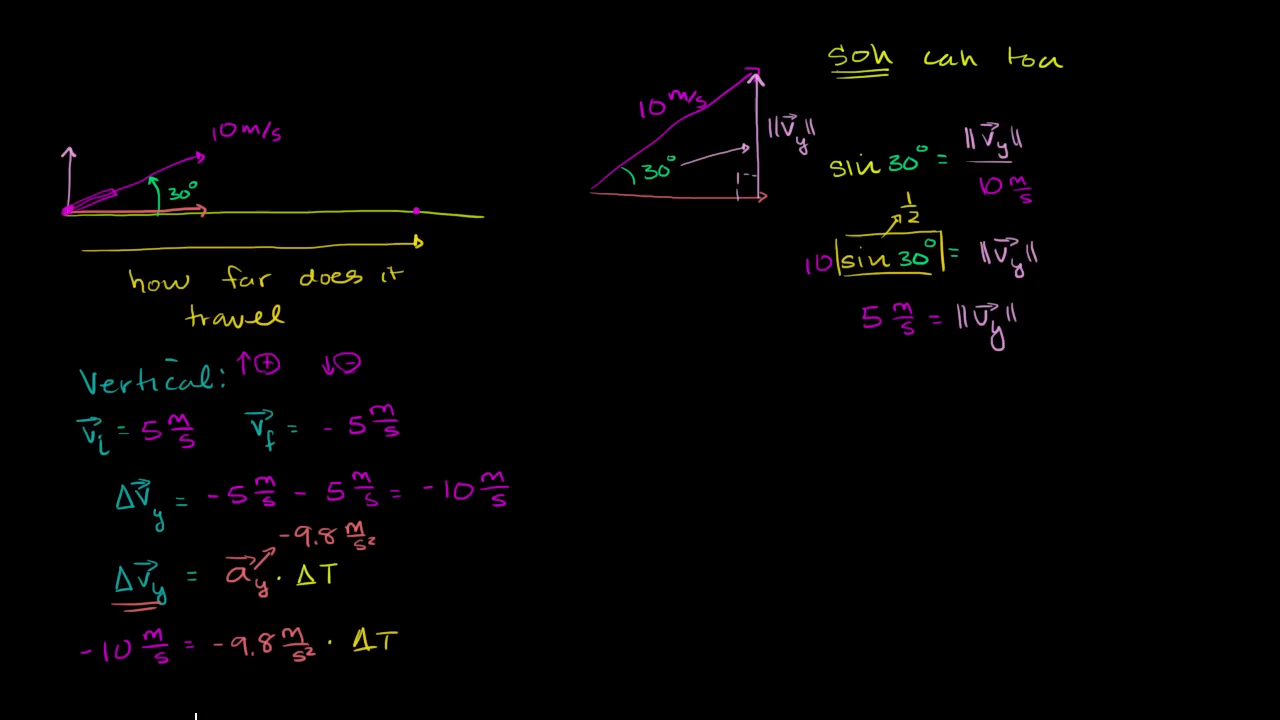 10 m/s
30°
how far does it
travel
Vertical: ↑⊕ ↓⊖
v⃗i = 5 m/s v⃗f = - 5 m/s
Δv⃗y = -5 m/s - 5 m/s = -10 m/s
-9.8 m/s²
Δv⃗y = a⃗y · ΔT
-10 m/s = -9.8 m/s² · ΔT
10 m/s
30°
||v⃗y||
soh cah toa
sin 30° = ||v⃗y|| / 10 m/s
1/2
10 sin 30° = ||v⃗y||
5 m/s = ||v⃗y||